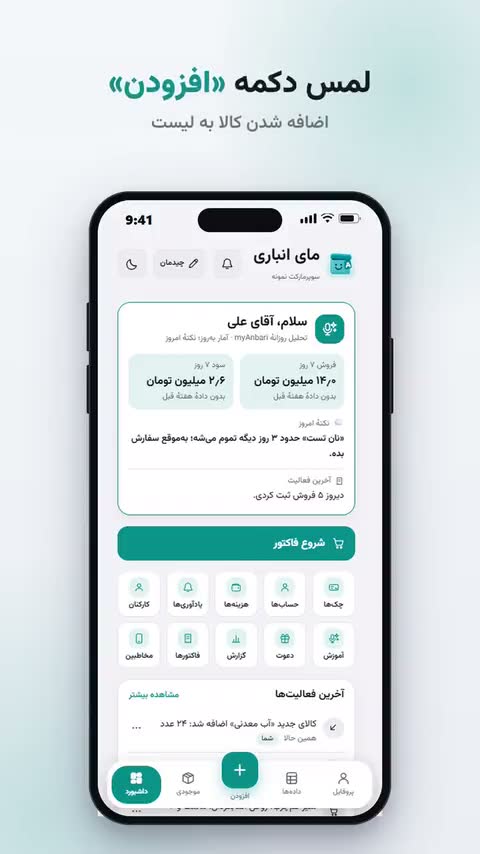 لمس دکمه «افزودن»
اضافه شدن کالا به لیست
9:41
مای انباری
سوپرمارکت نمونه
چیدمان
سلام، آقای علی
تحلیل روزانهٔ myAnbari · آمار به‌روز؛ نکتهٔ امروز
فروش ۷ روز
۱۴٫۰ میلیون تومان
بدون دادهٔ هفتهٔ قبل
سود ۷ روز
۲٫۶ میلیون تومان
بدون دادهٔ هفتهٔ قبل
نکتهٔ امروز
«نان تست» حدود ۳ روز دیگه تموم می‌شه؛ به‌موقع سفارش بده.
آخرین فعالیت
دیروز ۵ فروش ثبت کردی.
شروع فاکتور
چک‌ها
حساب‌ها
هزینه‌ها
یادآوری‌ها
کارکنان
آموزش
دعوت
گزارش
فاکتورها
مخاطبین
آخرین فعالیت‌ها
مشاهده بیشتر
کالای جدید «آب معدنی» اضافه شد: ۲۴ عدد
همین حالا
شما
پروفایل
داده‌ها
افزودن
موجودی
داشبورد